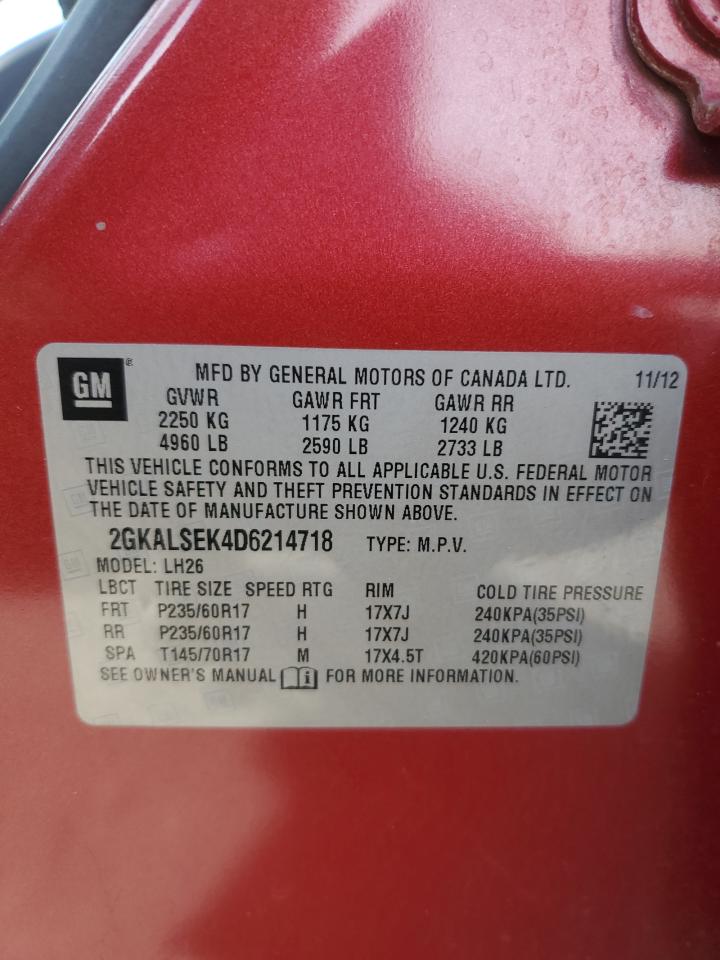 GM ® MFD BY GENERAL MOTORS OF CANADA LTD. 11/12
GVWR GAWR FRT GAWR RR
2250 KG 1175 KG 1240 KG
4960 LB 2590 LB 2733 LB
THIS VEHICLE CONFORMS TO ALL APPLICABLE U.S. FEDERAL MOTOR
VEHICLE SAFETY AND THEFT PREVENTION STANDARDS IN EFFECT ON
THE DATE OF MANUFACTURE SHOWN ABOVE.
2GKALSEK4D6214718 TYPE: M.P.V.
MODEL: LH26
LBCT TIRE SIZE SPEED RTG RIM COLD TIRE PRESSURE
FRT P235/60R17 H 17X7J 240KPA(35PSI)
RR P235/60R17 H 17X7J 240KPA(35PSI)
SPA T145/70R17 M 17X4.5T 420KPA(60PSI)
SEE OWNER'S MANUAL i FOR MORE INFORMATION.